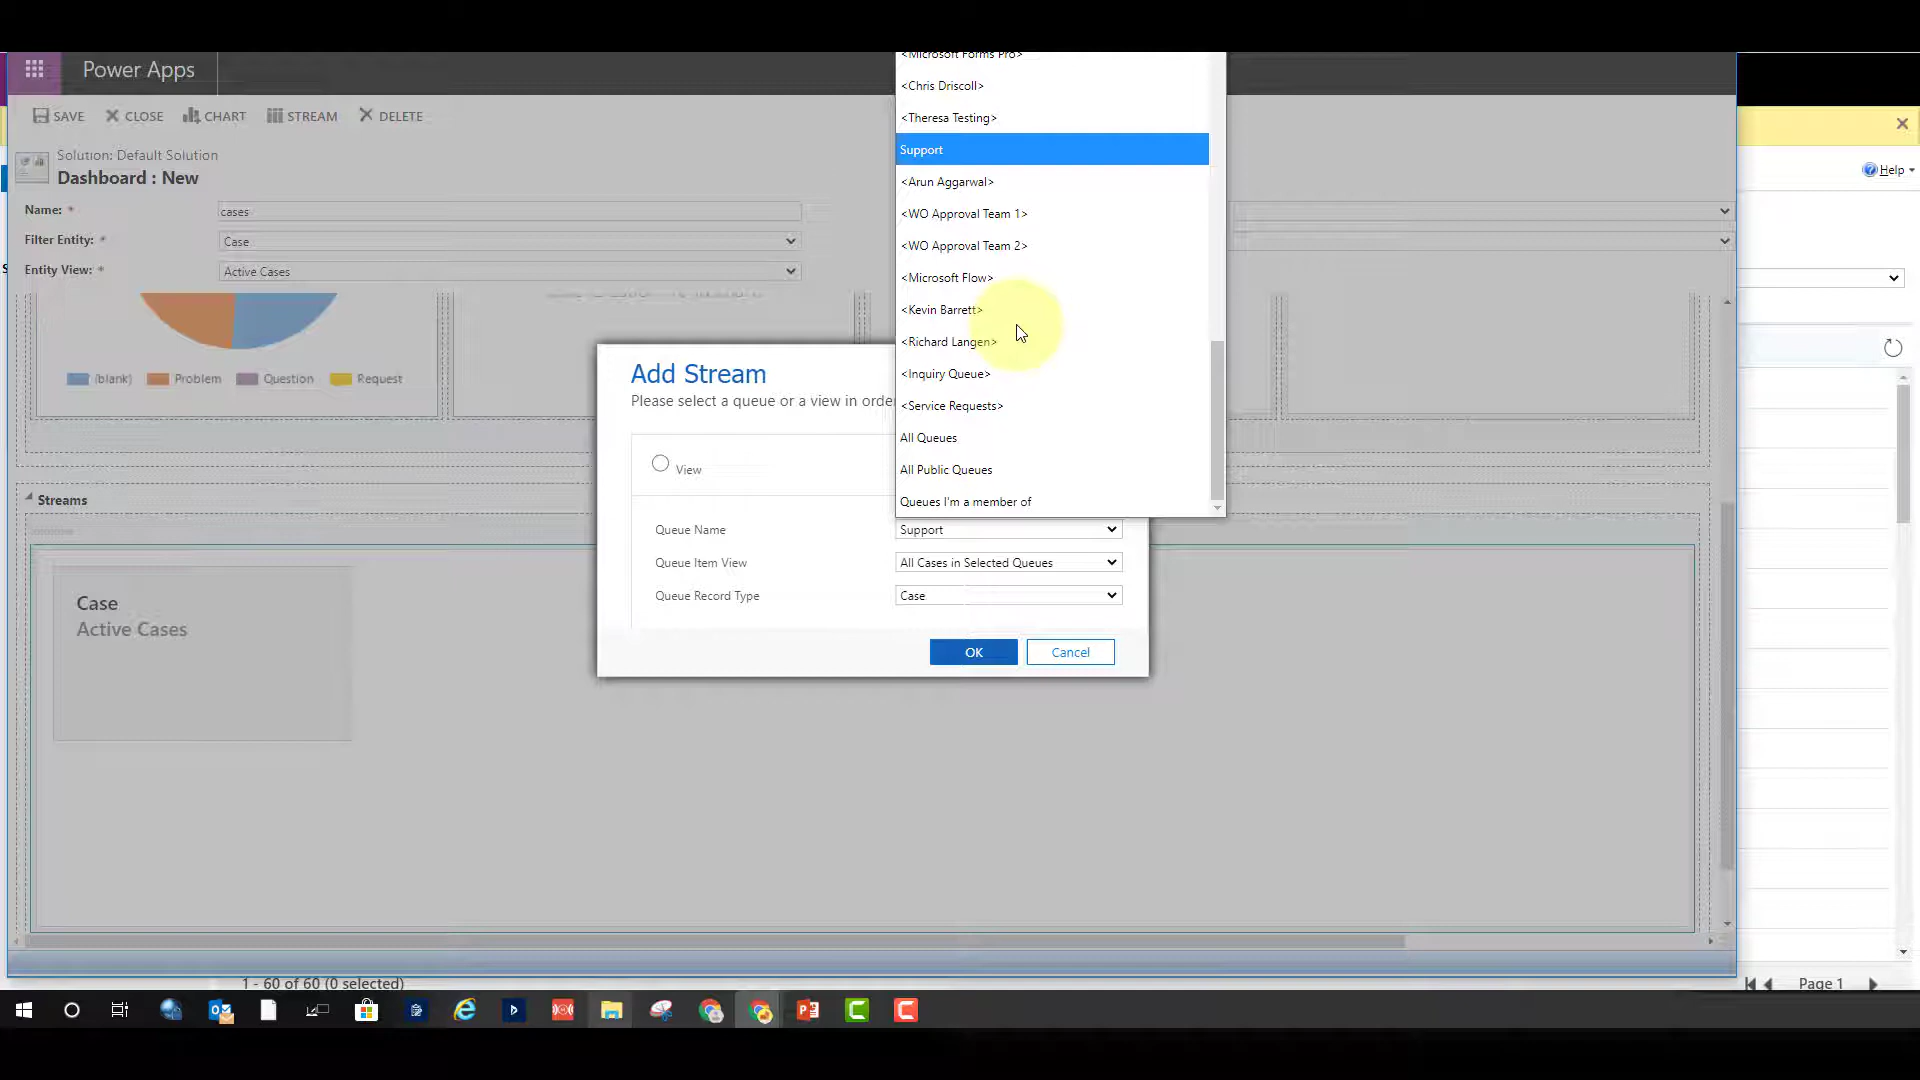 Power Apps
SAVE CLOSE CHART STREAM DELETE
Solution: Default Solution
Dashboard : New
Help
Name: *
cases
Filter Entity: *
Case
Entity View: *
Active Cases
(blank) Problem Question Request
Streams
Case
Active Cases
Add Stream
Please select a queue or a view in orde
View
<Microsoft Forms Pro>
<Chris Driscoll>
<Theresa Testing>
Support
<Arun Aggarwal>
<WO Approval Team 1>
<WO Approval Team 2>
<Microsoft Flow>
<Kevin Barrett>
<Richard Langen>
<Inquiry Queue>
<Service Requests>
All Queues
All Public Queues
Queues I'm a member of
Queue Name
Support
Queue Item View
All Cases in Selected Queues
Queue Record Type
Case
OK
Cancel
1 - 60 of 60 (0 selected)
Page 1